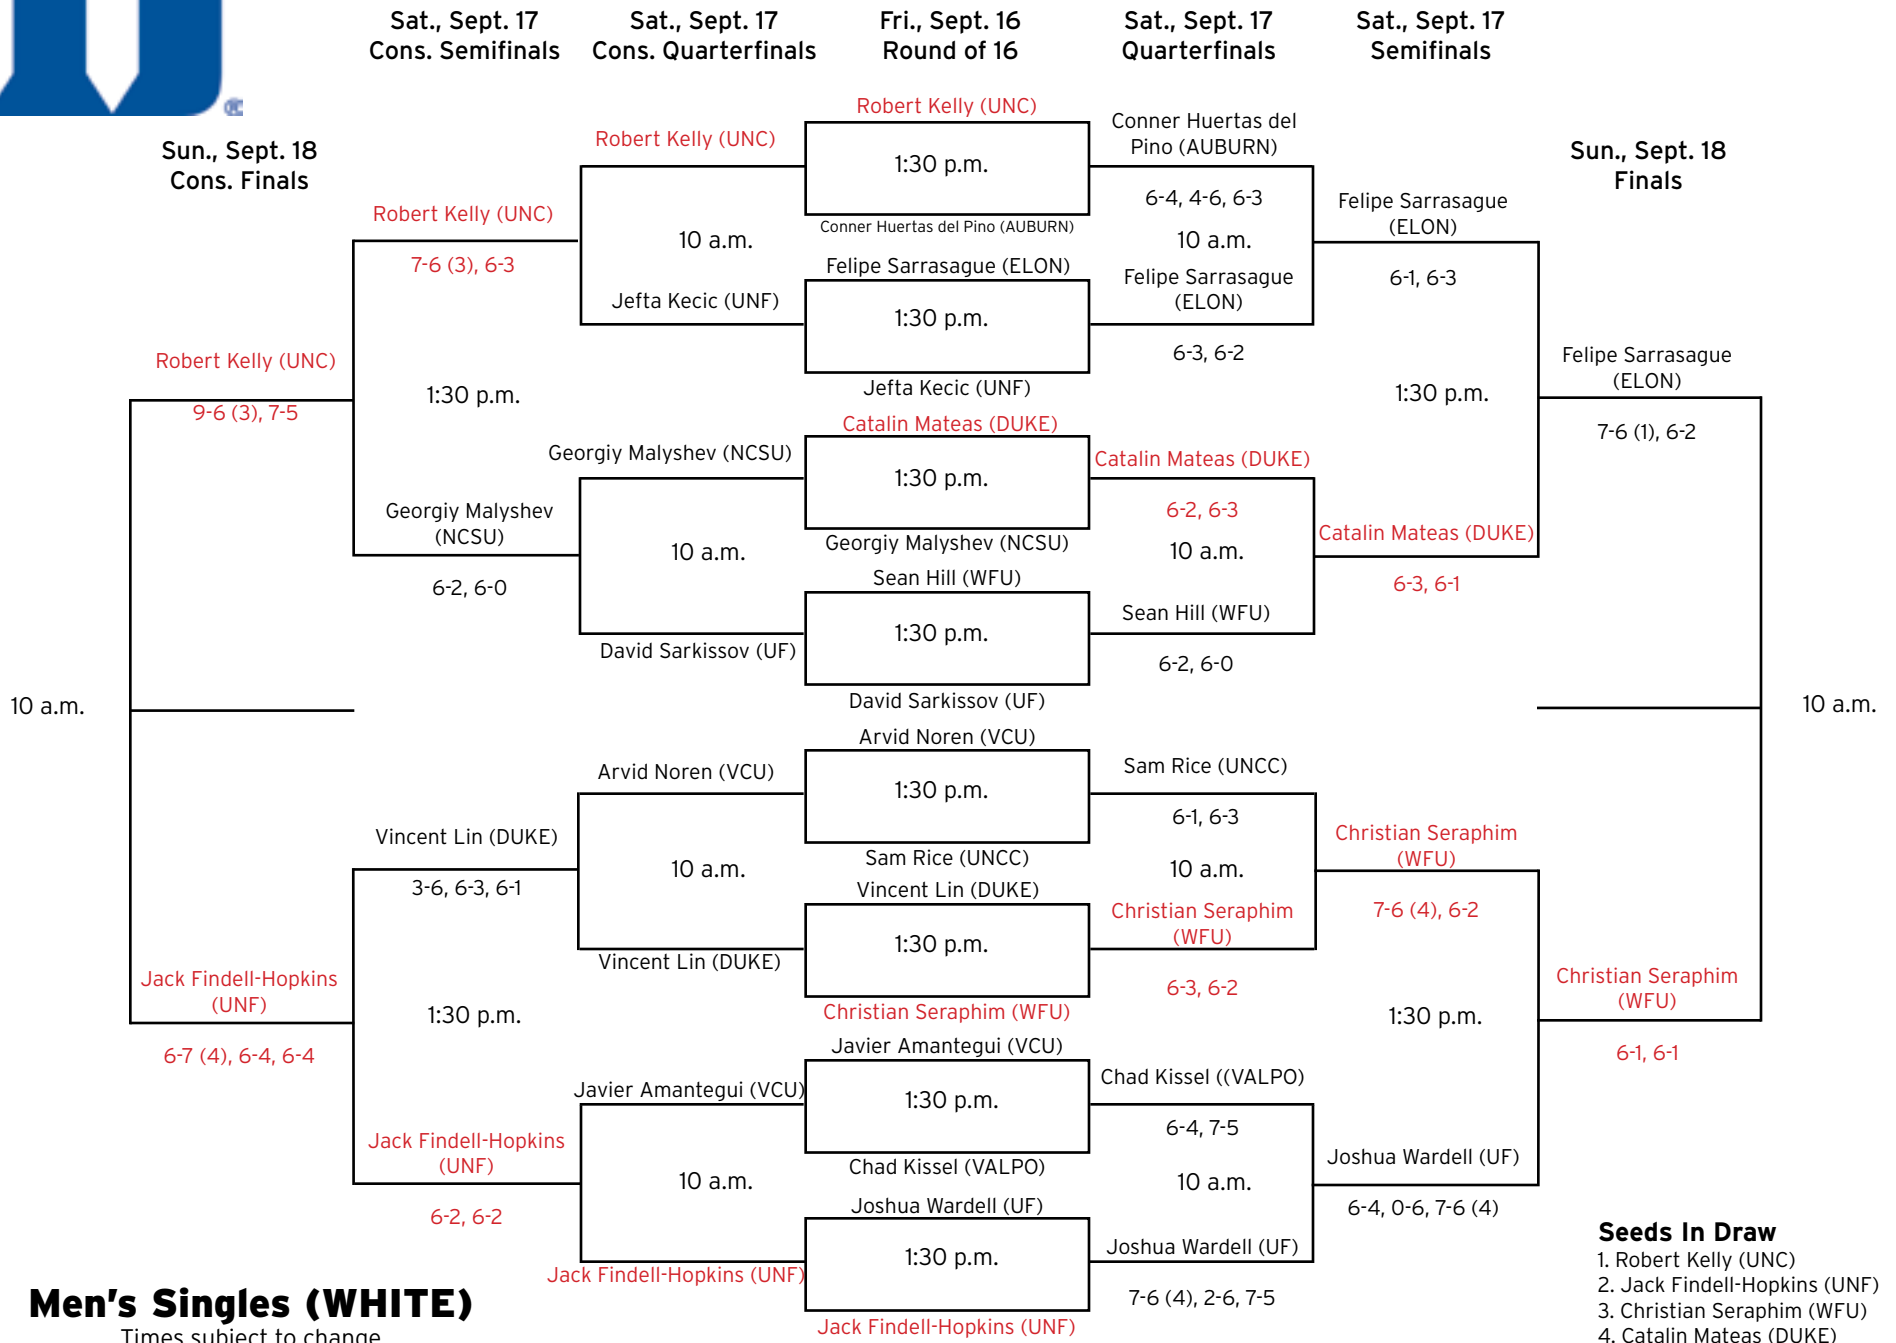 Sat., Sept. 17
Cons. Semifinals
Sat., Sept. 17
Cons. Quarterfinals
Fri., Sept. 16
Round of 16
Sat., Sept. 17
Quarterfinals
Sat., Sept. 17
Semifinals
®
Sun., Sept. 18
Cons. Finals
Sun., Sept. 18
Finals
Robert Kelly (UNC)
9-6 (3), 7-5
10 a.m.
Jack Findell-Hopkins
(UNF)
6-7 (4), 6-4, 6-4
Robert Kelly (UNC)
7-6 (3), 6-3
1:30 p.m.
Georgiy Malyshev
(NCSU)
6-2, 6-0
Vincent Lin (DUKE)
3-6, 6-3, 6-1
1:30 p.m.
Jack Findell-Hopkins
(UNF)
6-2, 6-2
Robert Kelly (UNC)
10 a.m.
Jefta Kecic (UNF)
Georgiy Malyshev (NCSU)
10 a.m.
David Sarkissov (UF)
Arvid Noren (VCU)
10 a.m.
Vincent Lin (DUKE)
Javier Amantegui (VCU)
10 a.m.
Jack Findell-Hopkins (UNF)
Robert Kelly (UNC)
1:30 p.m.
Conner Huertas del Pino (AUBURN)
Felipe Sarrasague (ELON)
1:30 p.m.
Jefta Kecic (UNF)
Catalin Mateas (DUKE)
1:30 p.m.
Georgiy Malyshev (NCSU)
Sean Hill (WFU)
1:30 p.m.
David Sarkissov (UF)
Arvid Noren (VCU)
1:30 p.m.
Sam Rice (UNCC)
Vincent Lin (DUKE)
1:30 p.m.
Christian Seraphim (WFU)
Javier Amantegui (VCU)
1:30 p.m.
Chad Kissel (VALPO)
Joshua Wardell (UF)
1:30 p.m.
Jack Findell-Hopkins (UNF)
Conner Huertas del
Pino (AUBURN)
6-4, 4-6, 6-3
10 a.m.
Felipe Sarrasague
(ELON)
6-3, 6-2
Catalin Mateas (DUKE)
6-2, 6-3
10 a.m.
Sean Hill (WFU)
6-2, 6-0
Sam Rice (UNCC)
6-1, 6-3
10 a.m.
Christian Seraphim
(WFU)
6-3, 6-2
Chad Kissel ((VALPO)
6-4, 7-5
10 a.m.
Joshua Wardell (UF)
7-6 (4), 2-6, 7-5
Felipe Sarrasague
(ELON)
6-1, 6-3
1:30 p.m.
Catalin Mateas (DUKE)
6-3, 6-1
Christian Seraphim
(WFU)
7-6 (4), 6-2
1:30 p.m.
Joshua Wardell (UF)
6-4, 0-6, 7-6 (4)
Felipe Sarrasague
(ELON)
7-6 (1), 6-2
10 a.m.
Christian Seraphim
(WFU)
6-1, 6-1
Men's Singles (WHITE)
Times subject to change
Seeds In Draw
1. Robert Kelly (UNC)
2. Jack Findell-Hopkins (UNF)
3. Christian Seraphim (WFU)
4. Catalin Mateas (DUKE)